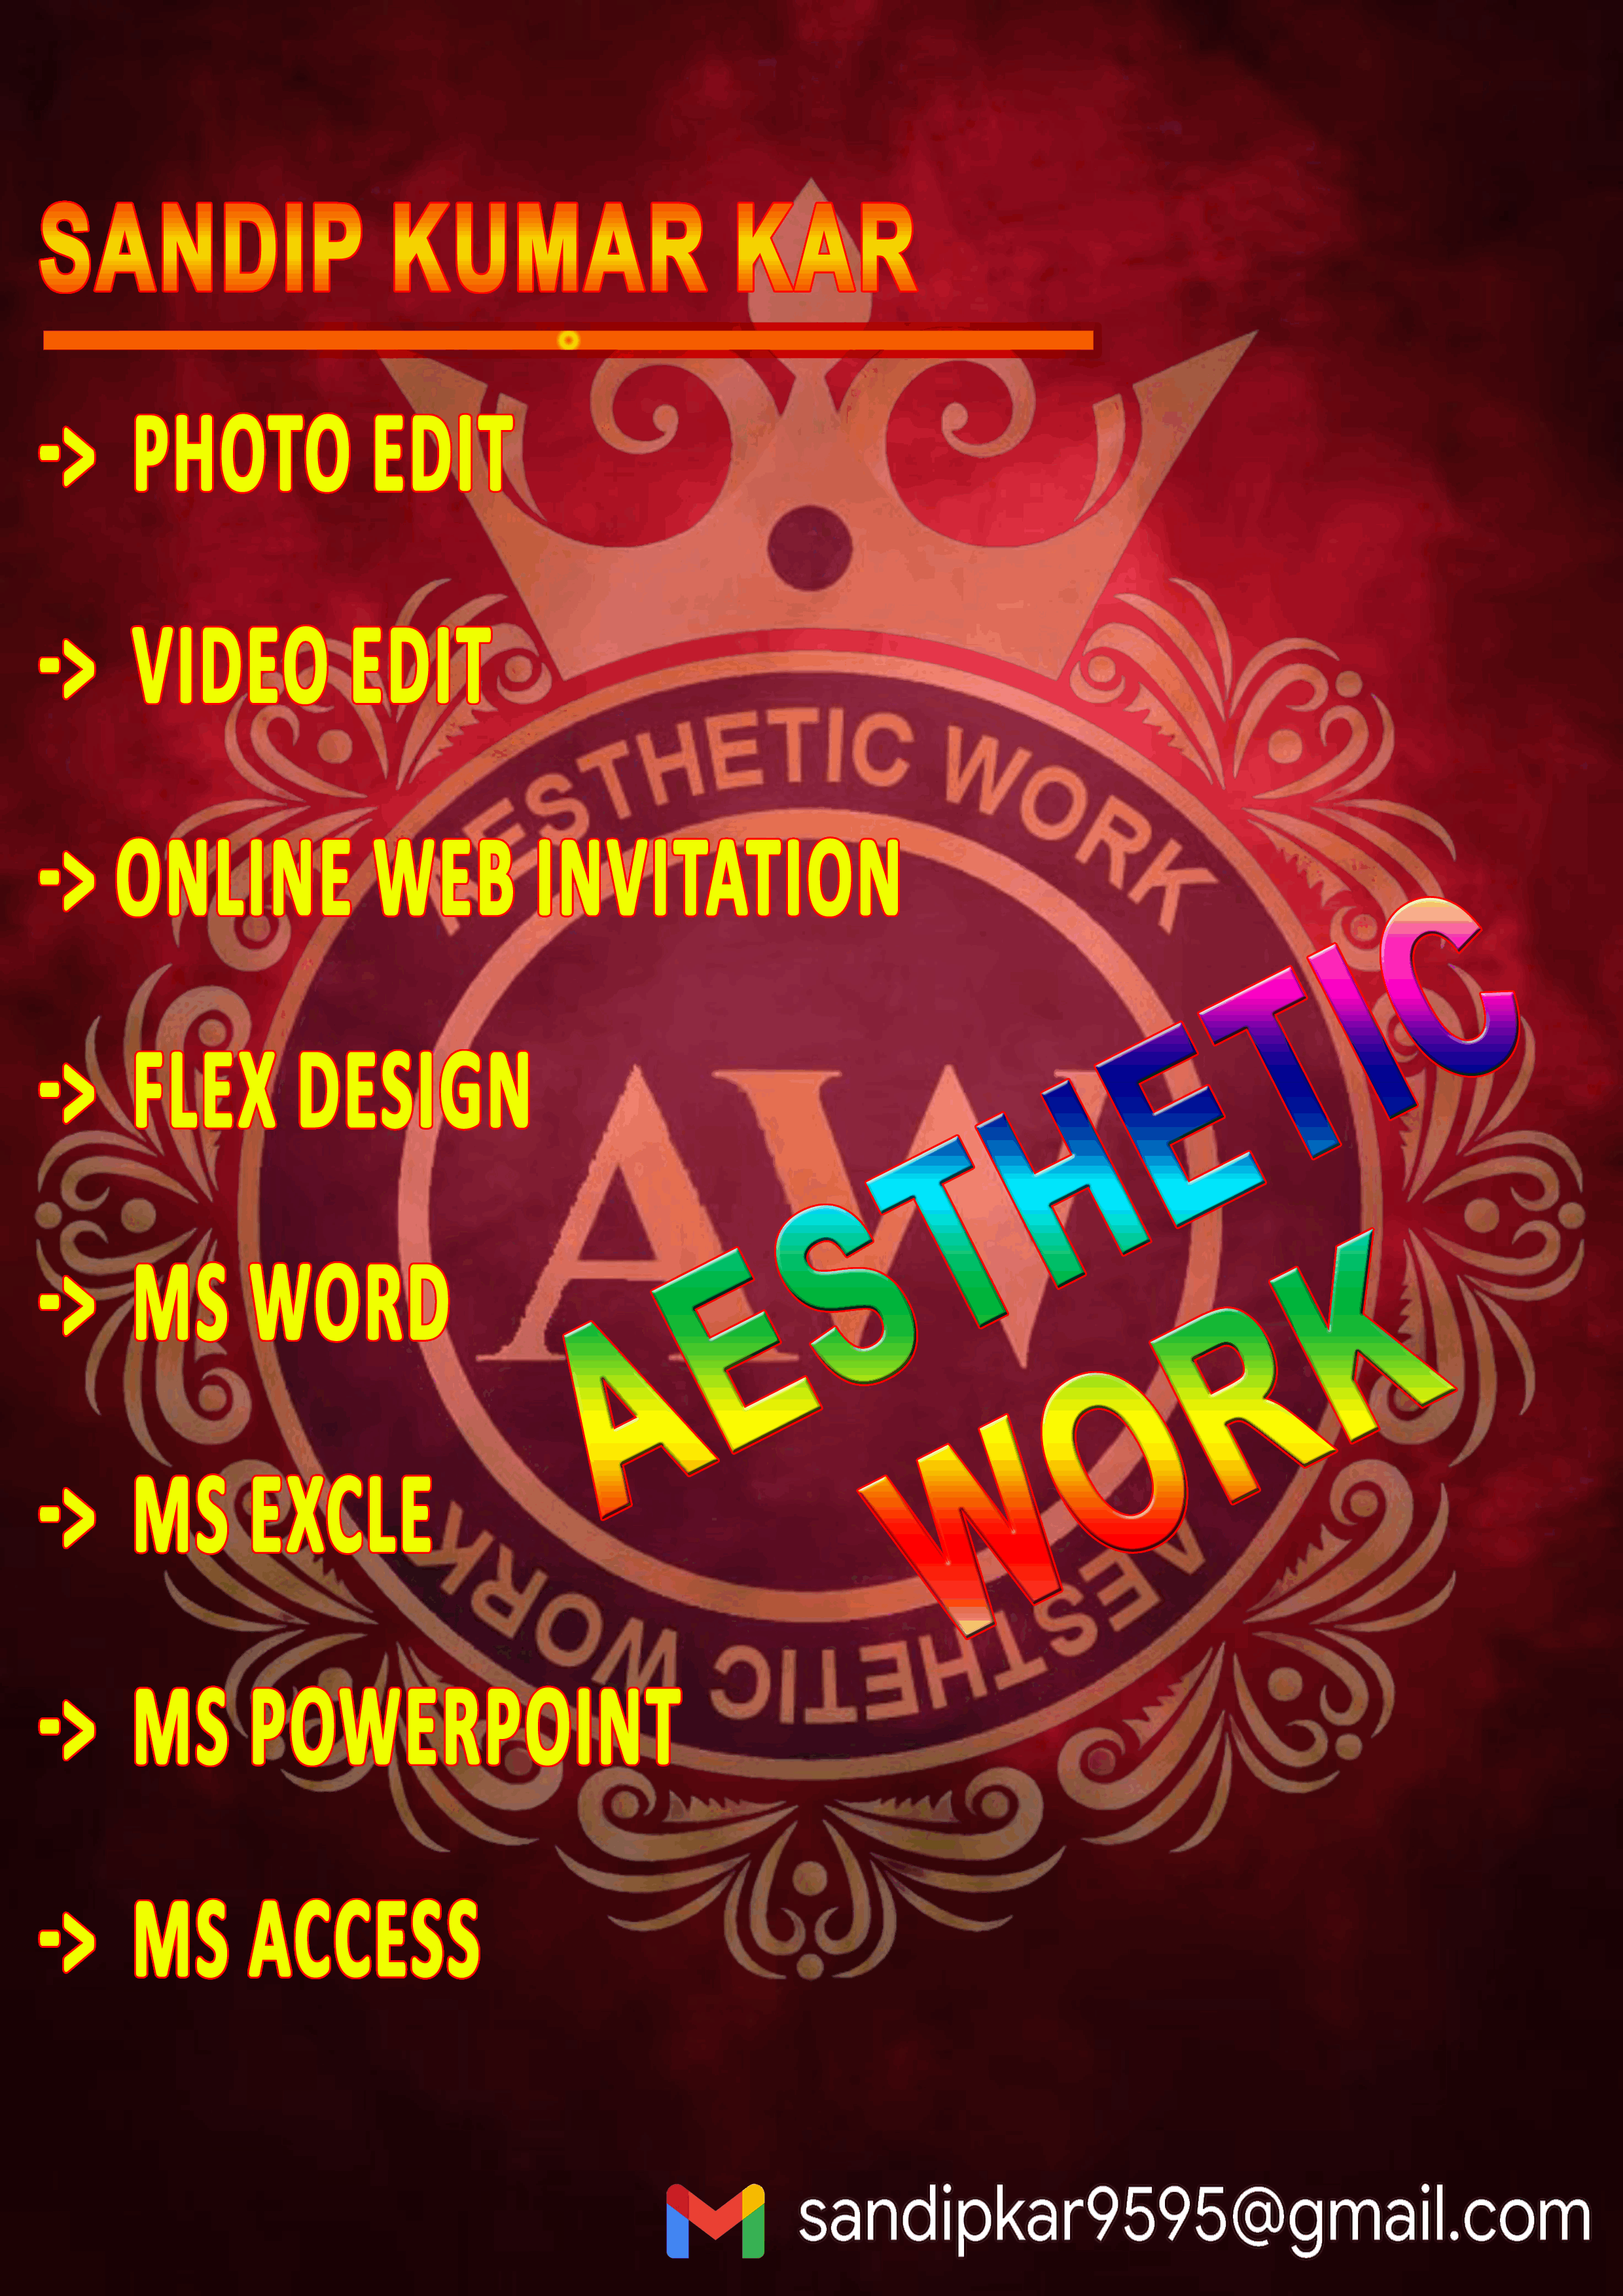 SANDIP KUMAR KAR
-> PHOTO EDIT
-> VIDEO EDIT
AESTHETIC WORK
-> ONLINE WEB INVITATION
-> FLEX DESIGN
AW
AESTHETIC
WORK
-> MS WORD
-> MS EXCLE
AESTHETIC WORK
-> MS POWERPOINT
-> MS ACCESS
sandipkar9595@gmail.com